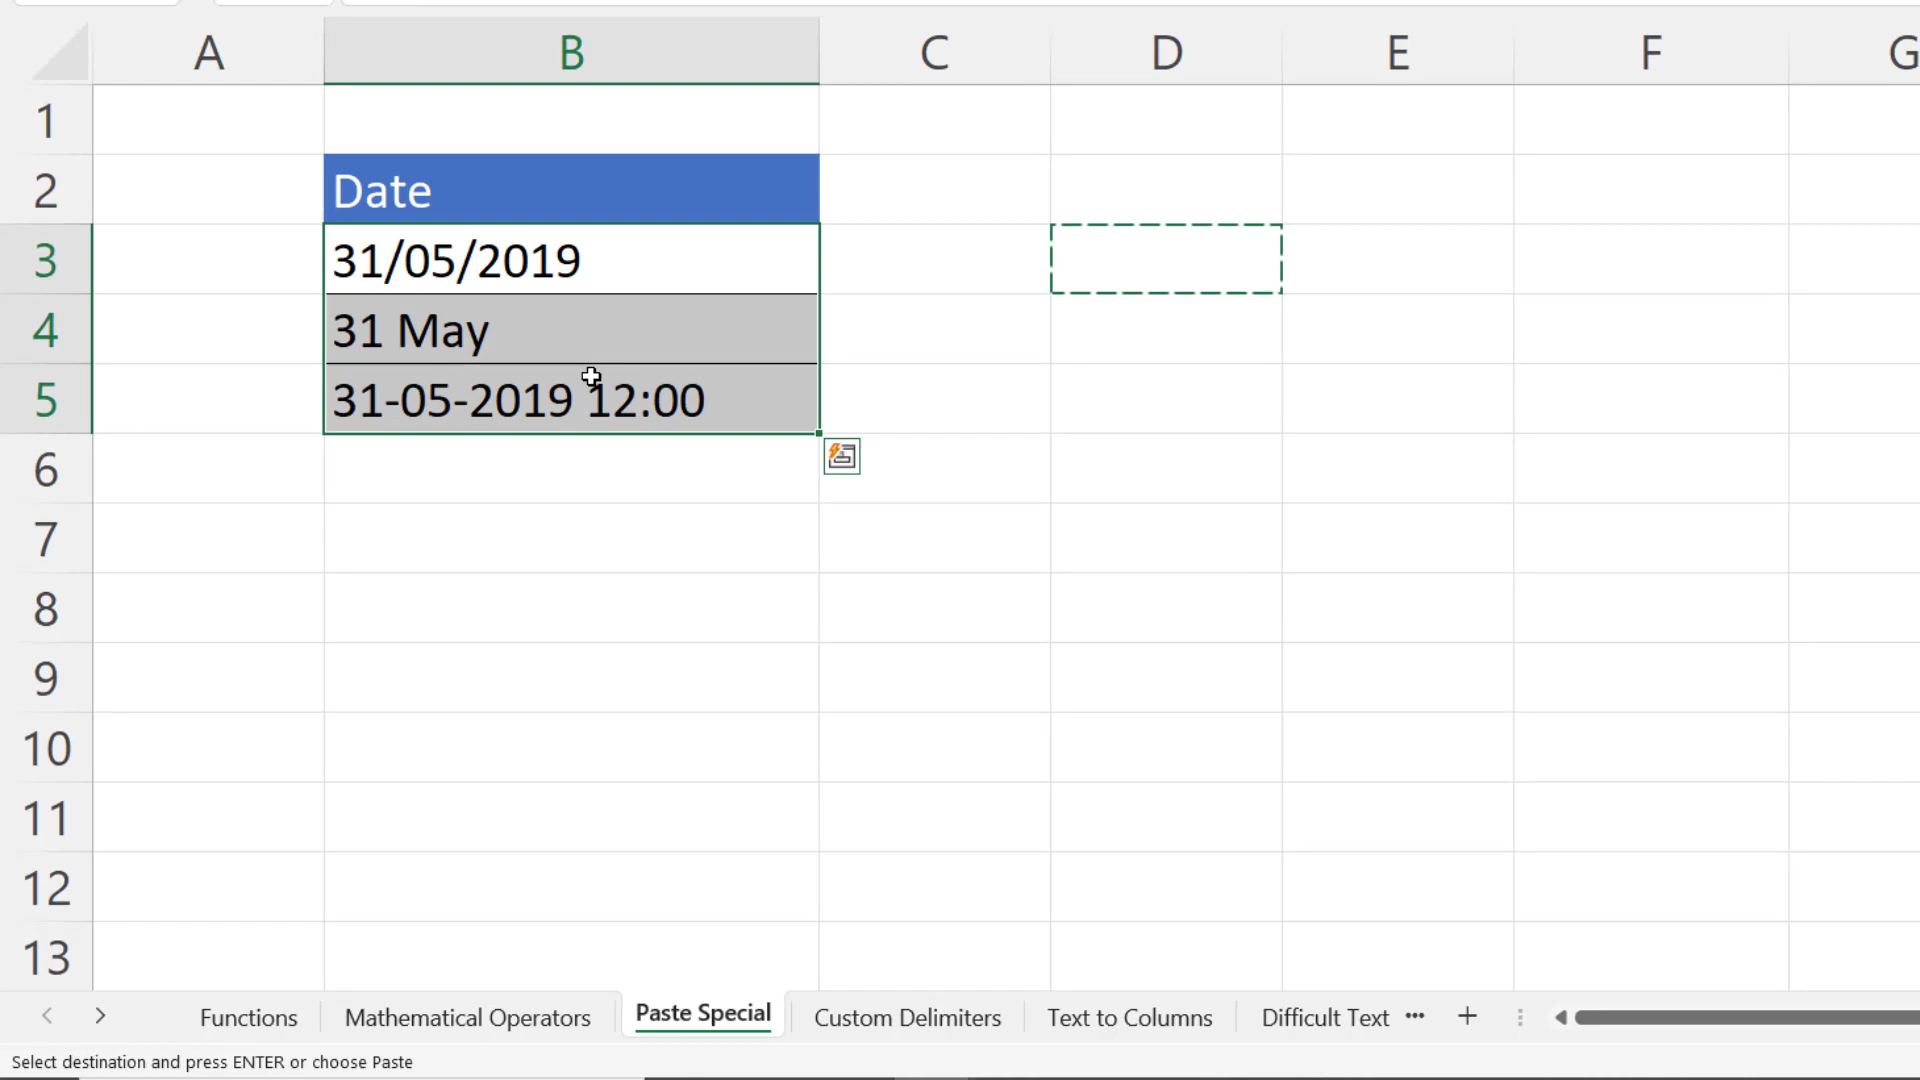 A B C D E F G
1
2 Date
3 31/05/2019
4 31 May
5 31-05-2019 12:00
6
7
8
9
10
11
12
13
Functions Mathematical Operators Paste Special Custom Delimiters Text to Columns Difficult Text ••• +
Select destination and press ENTER or choose Paste